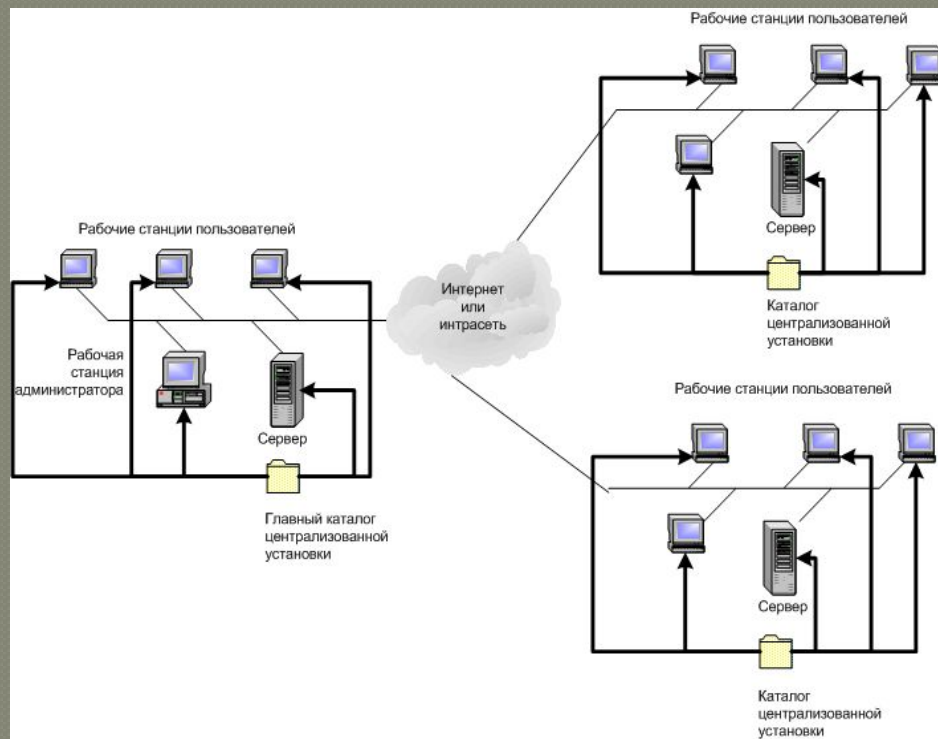 Рабочие станции пользователей
Сервер
Каталог
централизованной
установки
Рабочие станции пользователей
Интернет
или
интрасеть
Рабочая
станция
администратора
Сервер
Главный каталог
централизованной
установки
Рабочие станции пользователей
Сервер
Каталог
централизованной
установки